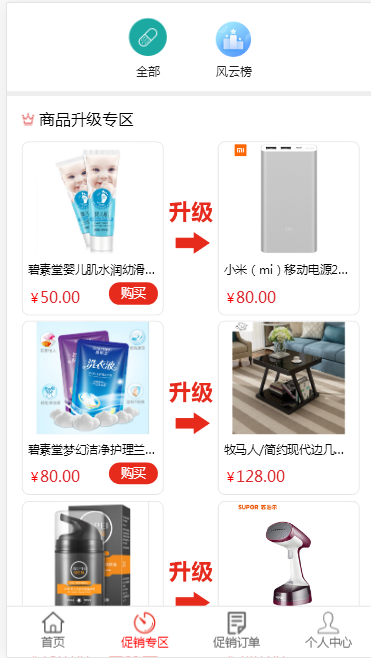 全部
风云榜
商品升级专区
碧素堂婴儿肌水润幼滑...
¥50.00
购买
升级
小米（mi）移动电源2...
¥80.00
洗衣液
碧素堂梦幻洁净护理兰...
¥80.00
购买
升级
牧马人/简约现代边几...
¥128.00
升级
SUPOR 苏泊尔
首页
促销专区
促销订单
个人中心